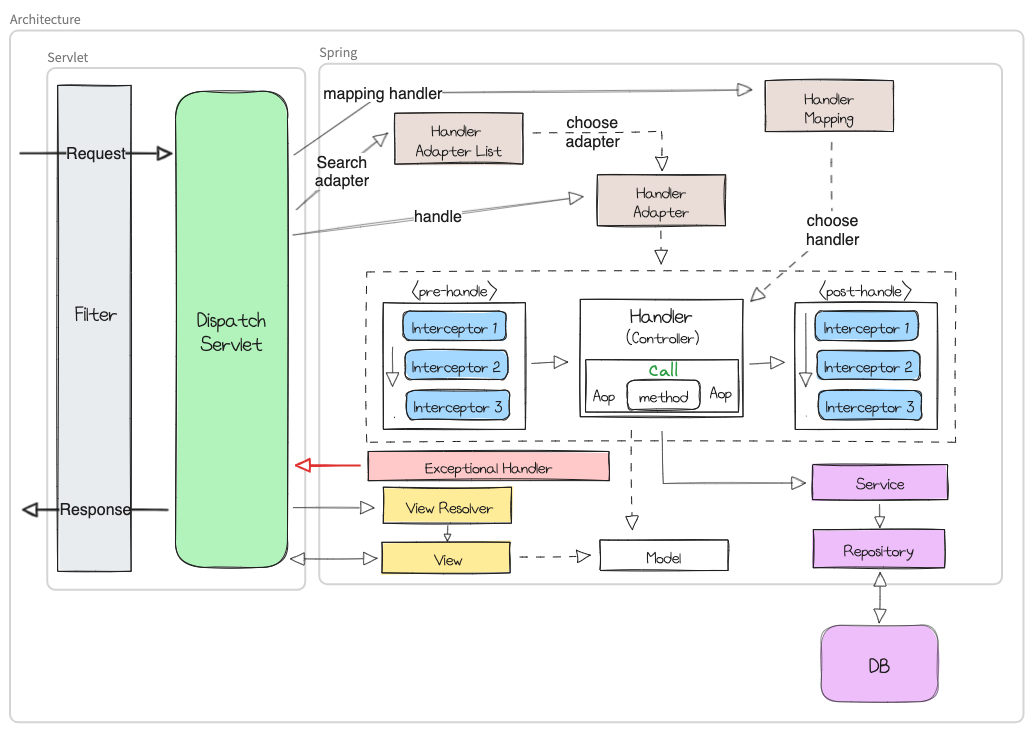 Architecture
Servlet
Spring
mapping handler
Handler
Mapping
Handler
Adapter List
choose
adapter
Request
Search
adapter
Handler
Adapter
handle
choose
handler
〈pre-handle〉
〈post-handle〉
Filter
Dispatch
Servlet
Interceptor 1
Interceptor 2
Interceptor 3
Handler
(Controller)
Call
Aop
method
Aop
Interceptor 1
Interceptor 2
Interceptor 3
Exceptional Handler
Service
Response
View Resolver
View
Model
Repository
DB